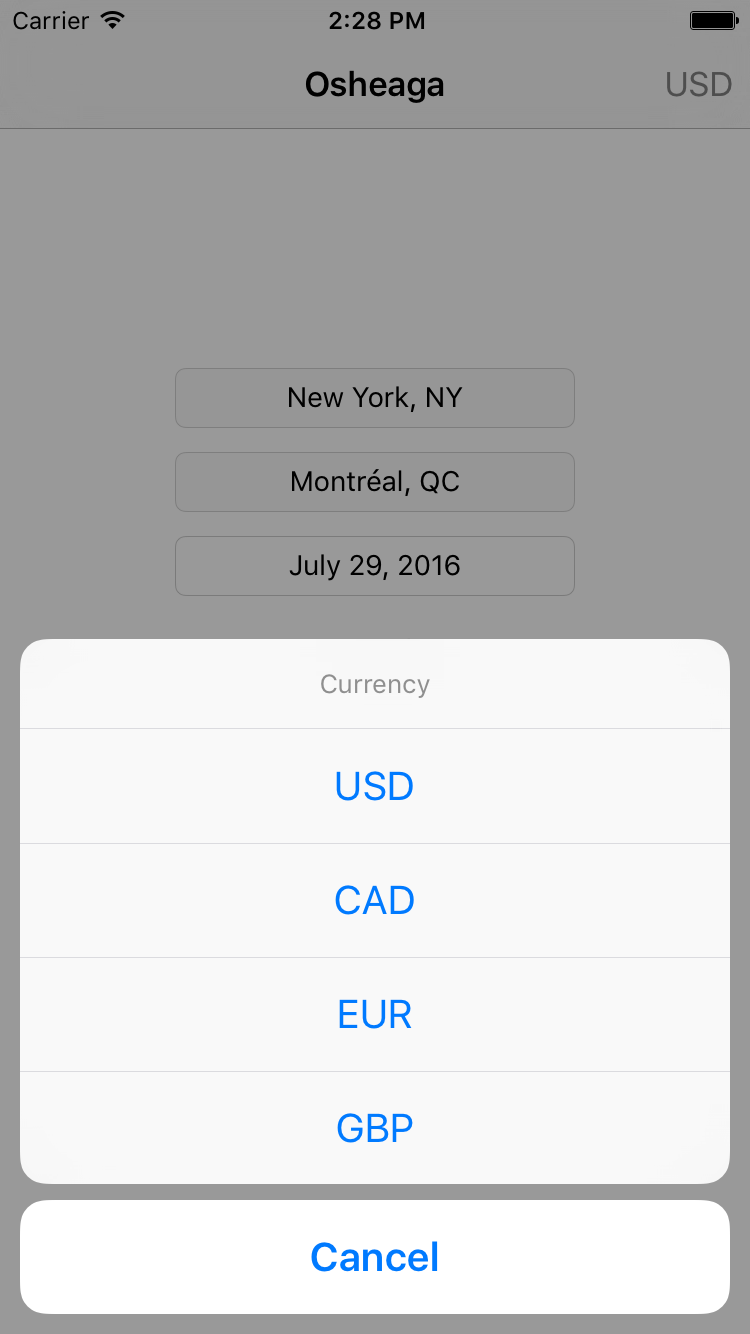 Carrier 2:28 PM
Osheaga USD
New York, NY
Montréal, QC
July 29, 2016
Currency
USD
CAD
EUR
GBP
Cancel